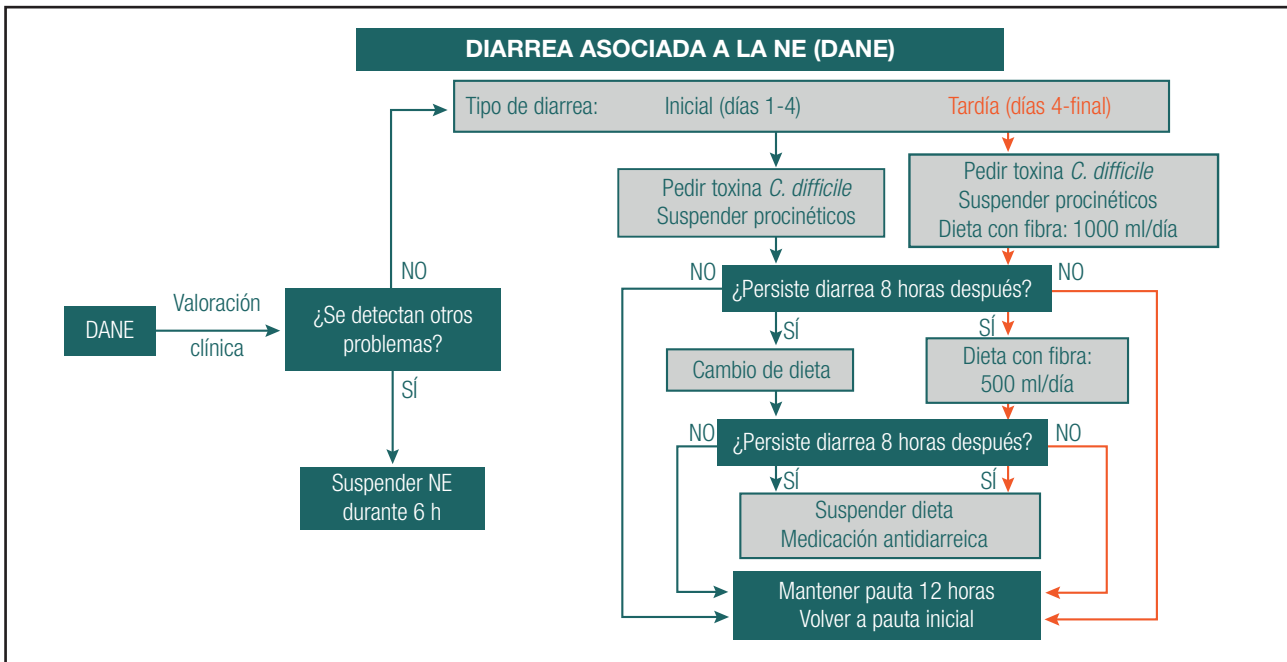 DIARREA ASOCIADA A LA NE (DANE)
Tipo de diarrea: Inicial (días 1-4) Tardía (días 4-final)
Pedir toxina C. difficile
Suspender procinéticos
Pedir toxina C. difficile
Suspender procinéticos
Dieta con fibra: 1000 ml/día
NO
DANE
Valoración
clínica
¿Se detectan otros
problemas?
SÍ
Suspender NE
durante 6 h
NO
¿Persiste diarrea 8 horas después?
NO
SÍ
SÍ
Cambio de dieta
Dieta con fibra:
500 ml/día
NO
¿Persiste diarrea 8 horas después?
NO
SÍ
SÍ
Suspender dieta
Medicación antidiarreica
Mantener pauta 12 horas
Volver a pauta inicial